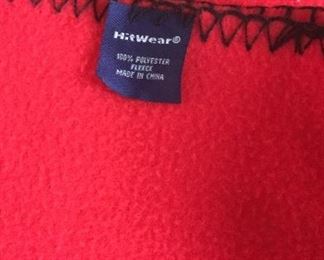 HitWear®
100% POLYESTER
FLEECE
MADE IN CHINA